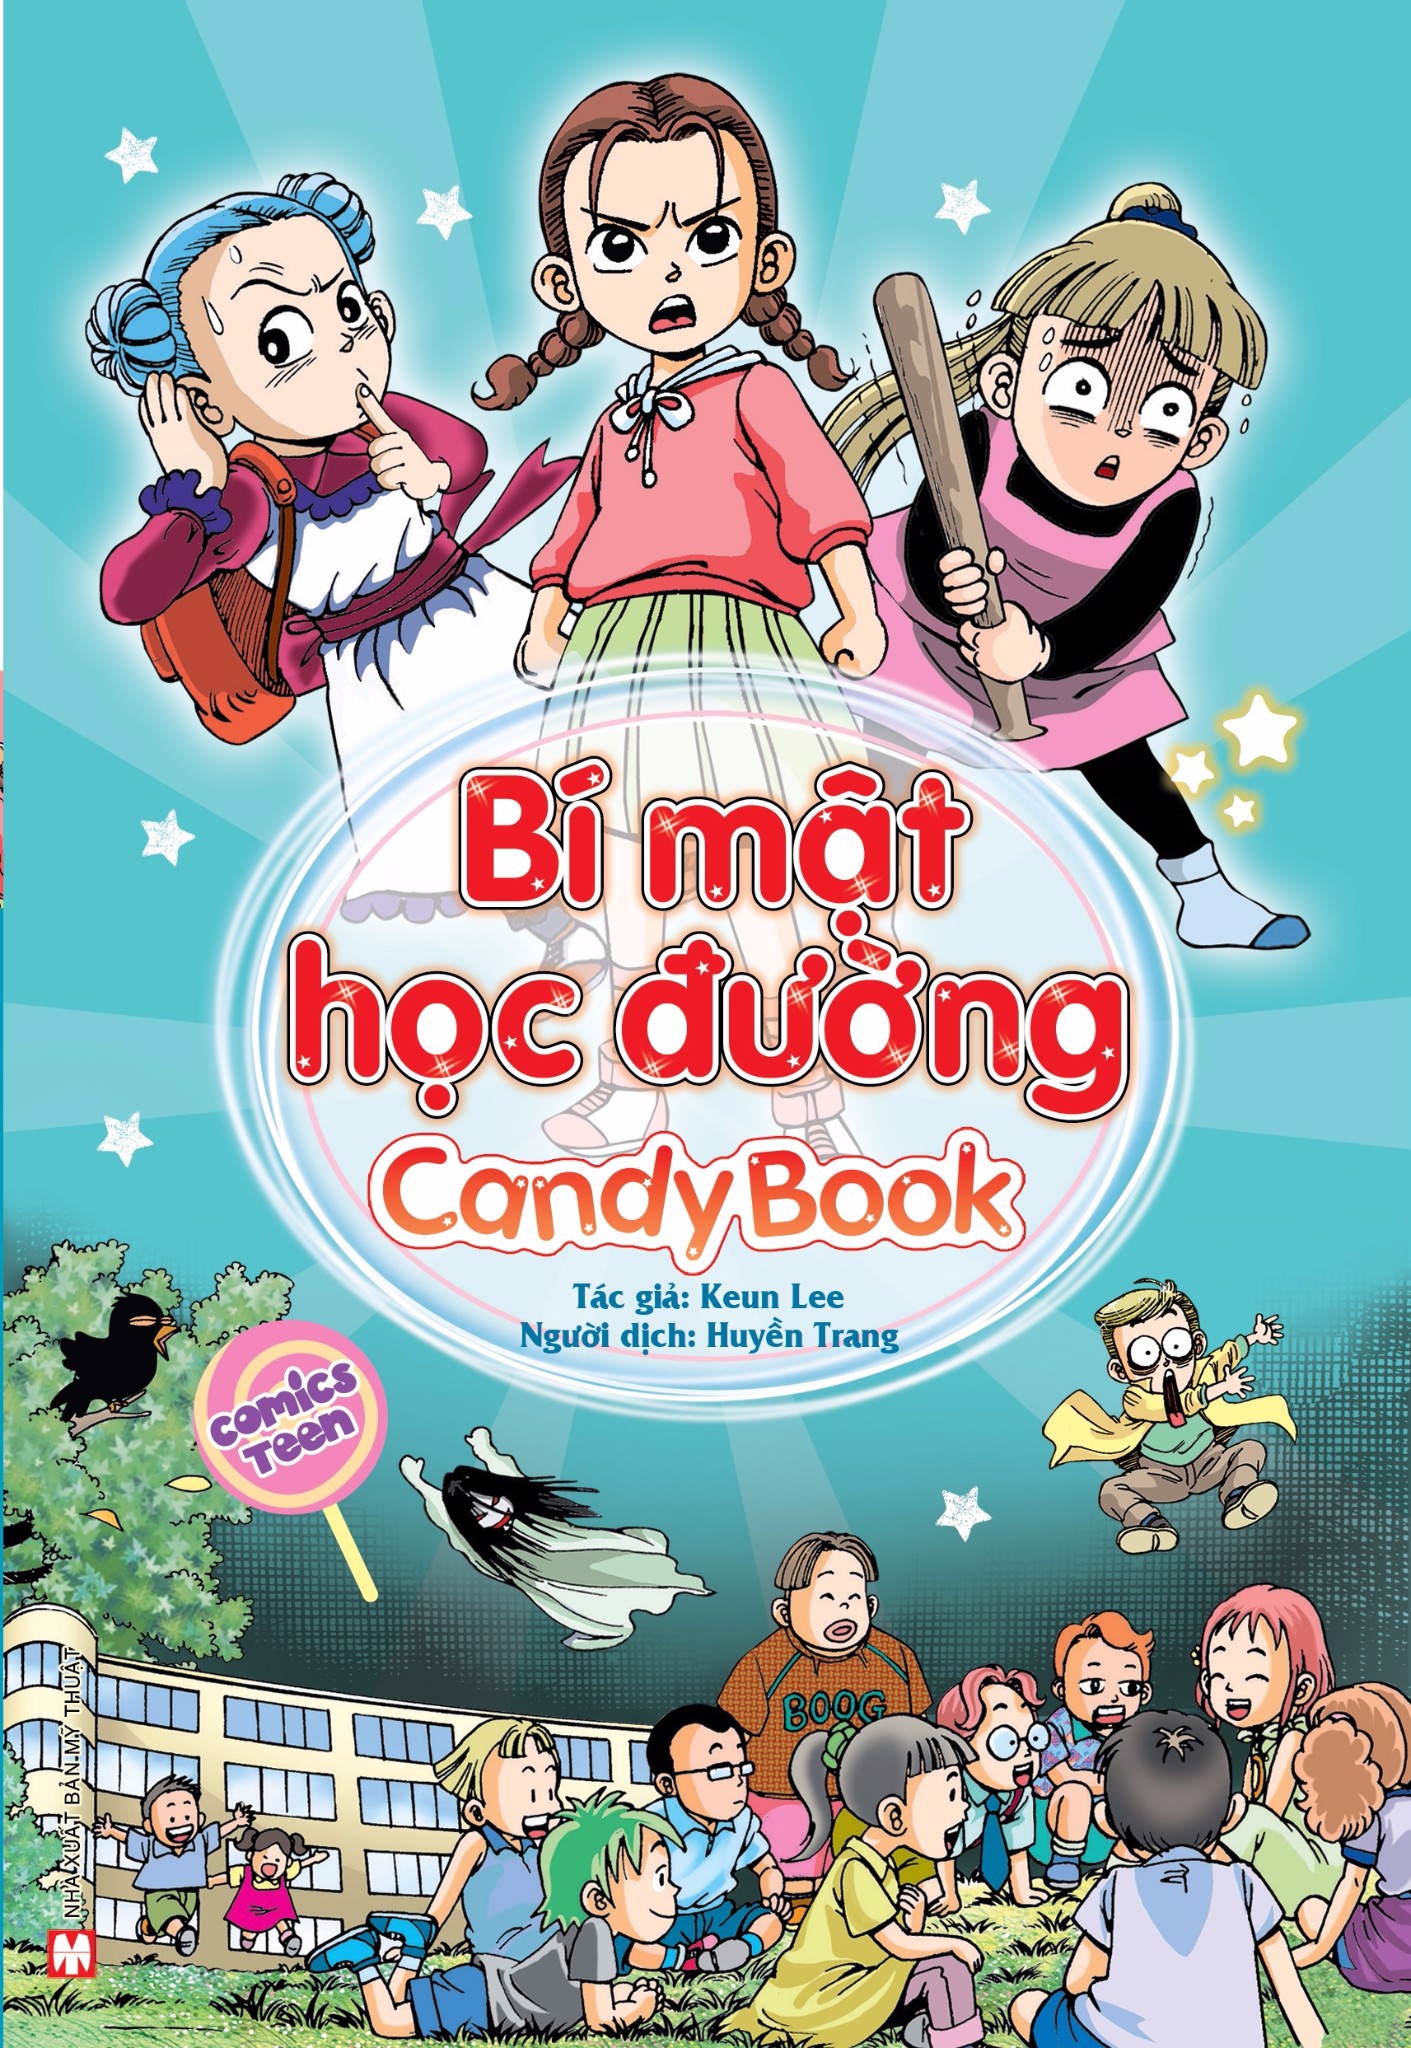 Bí mật
học đường
Candy Book
Tác giả: Keun Lee
Người dịch: Huyền Trang
comics
Teen
BOOG
NHÀ XUẤT BẢN MỸ THUẬT